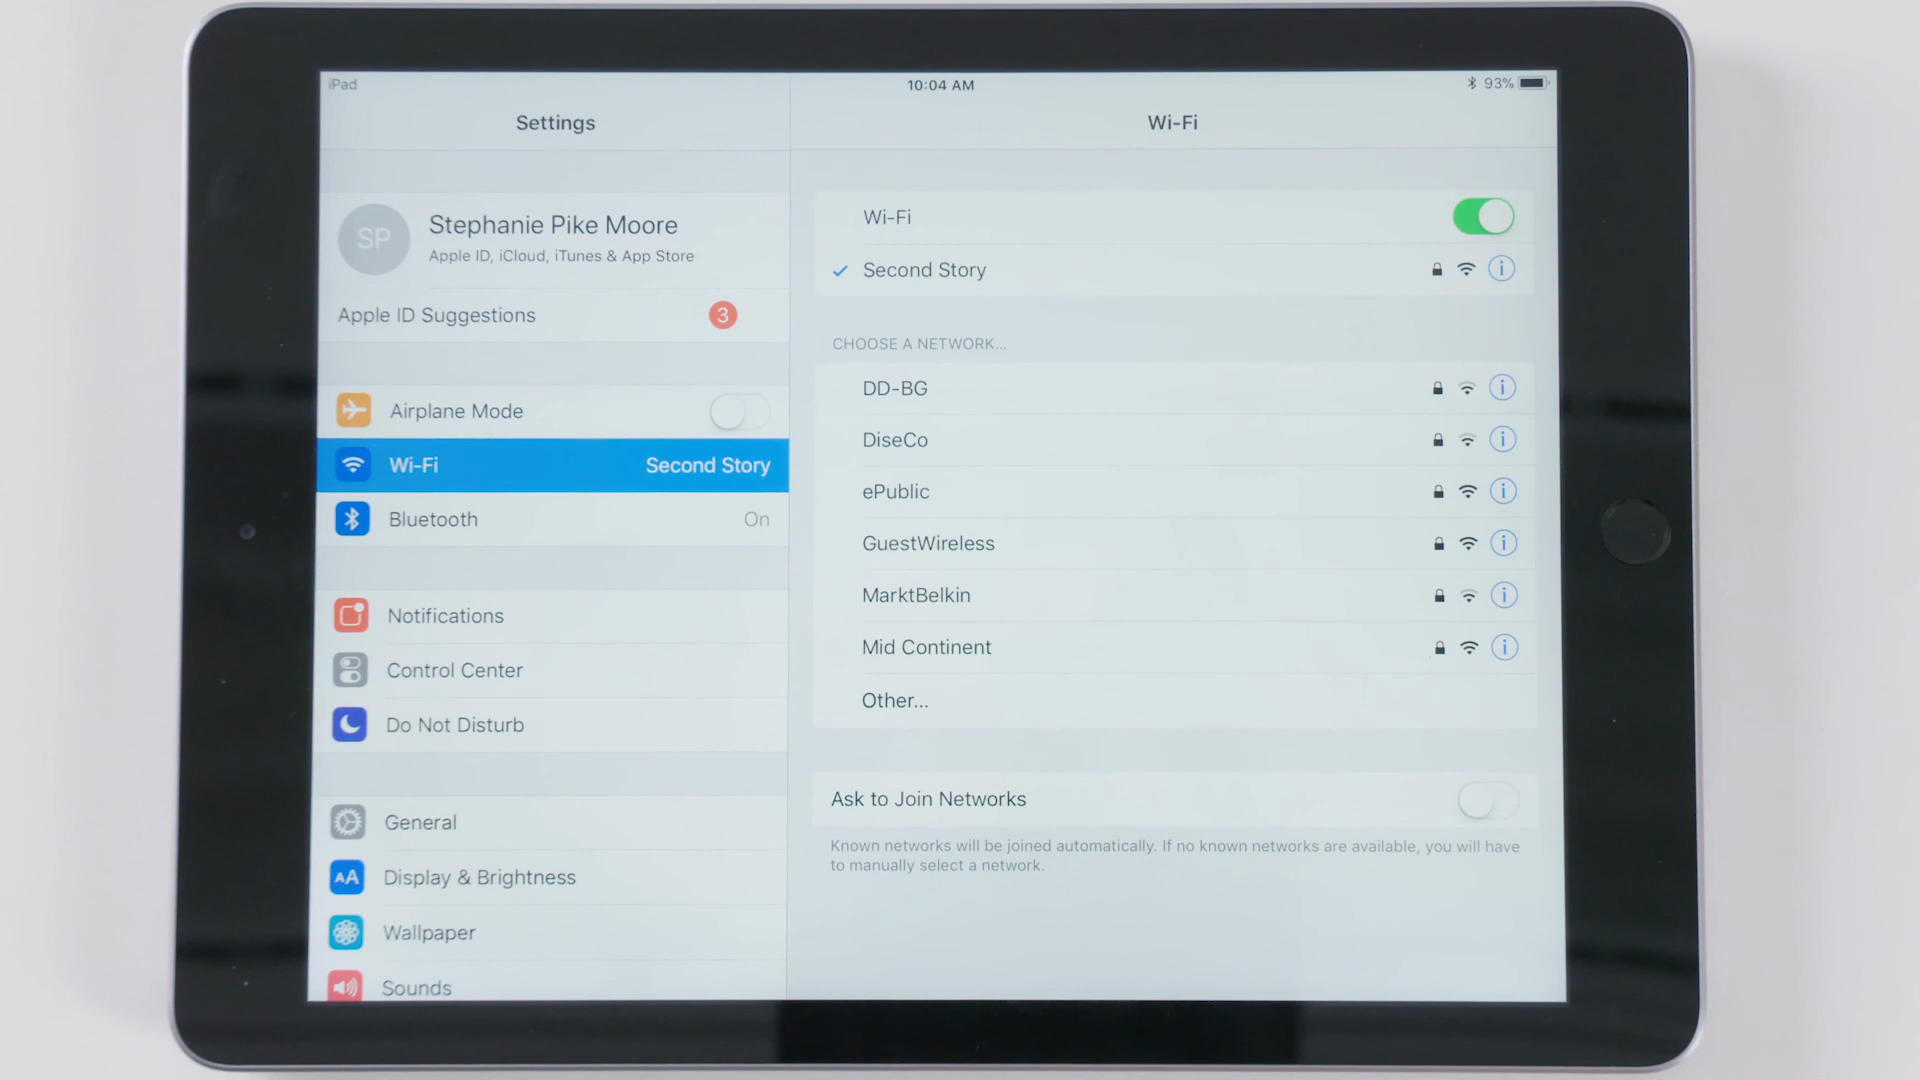 iPad
10:04 AM
93%
Settings
Wi-Fi
SP
Stephanie Pike Moore
Apple ID, iCloud, iTunes & App Store
Apple ID Suggestions
3
Airplane Mode
Wi-Fi
Second Story
Bluetooth
On
Notifications
Control Center
Do Not Disturb
General
AA
Display & Brightness
Wallpaper
Sounds
Wi-Fi
Second Story
CHOOSE A NETWORK...
DD-BG
DiseCo
ePublic
GuestWireless
MarktBelkin
Mid Continent
Other...
Ask to Join Networks
Known networks will be joined automatically. If no known networks are available, you will have
to manually select a network.